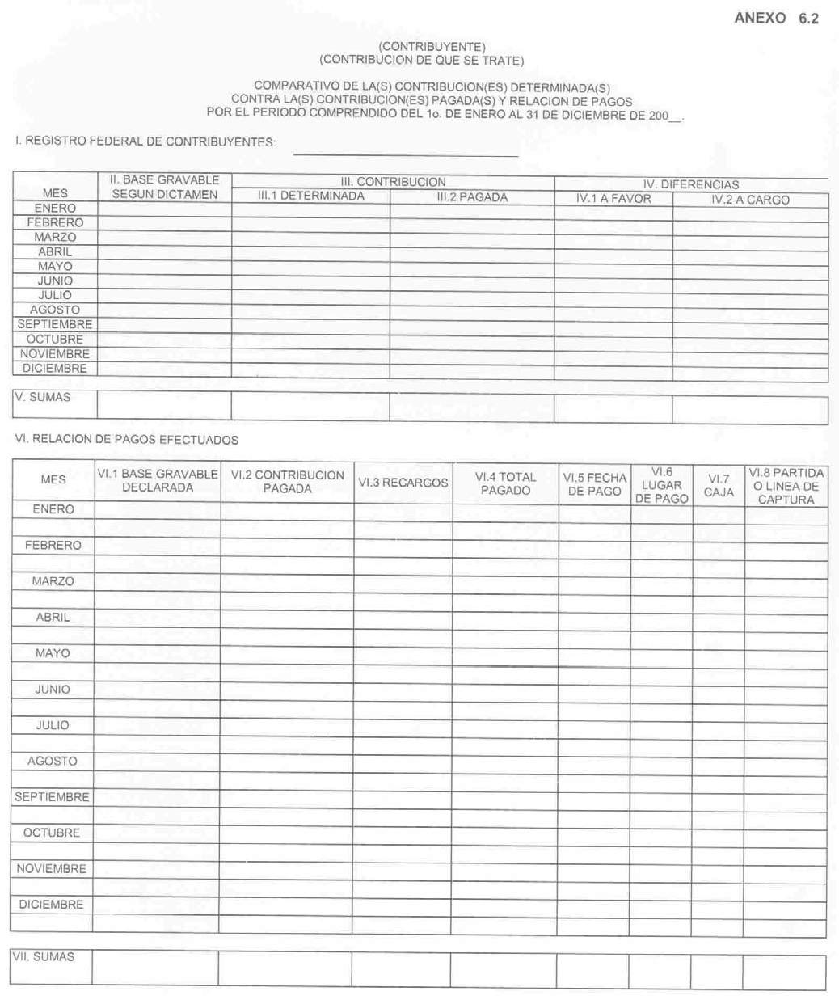 ANEXO 6.2
(CONTRIBUYENTE)
(CONTRIBUCION DE QUE SE TRATE)
COMPARATIVO DE LA(S) CONTRIBUCION(ES) DETERMINADA(S)
CONTRA LA(S) CONTRIBUCION(ES) PAGADA(S) Y RELACION DE PAGOS
POR EL PERIODO COMPRENDIDO DEL 1o. DE ENERO AL 31 DE DICIEMBRE DE 200__.
I. REGISTRO FEDERAL DE CONTRIBUYENTES:
MES
II. BASE GRAVABLE
SEGUN DICTAMEN
III. CONTRIBUCION
III.1 DETERMINADA
III.2 PAGADA
IV. DIFERENCIAS
IV.1 A FAVOR
IV.2 A CARGO
ENERO
FEBRERO
MARZO
ABRIL
MAYO
JUNIO
JULIO
AGOSTO
SEPTIEMBRE
OCTUBRE
NOVIEMBRE
DICIEMBRE
V. SUMAS
VI. RELACION DE PAGOS EFECTUADOS
MES
VI.1 BASE GRAVABLE
DECLARADA
VI.2 CONTRIBUCION
PAGADA
VI.3 RECARGOS
VI.4 TOTAL
PAGADO
VI.5 FECHA
DE PAGO
VI.6
LUGAR
DE PAGO
VI.7
CAJA
VI.8 PARTIDA
O LINEA DE
CAPTURA
ENERO
FEBRERO
MARZO
ABRIL
MAYO
JUNIO
JULIO
AGOSTO
SEPTIEMBRE
OCTUBRE
NOVIEMBRE
DICIEMBRE
VII. SUMAS